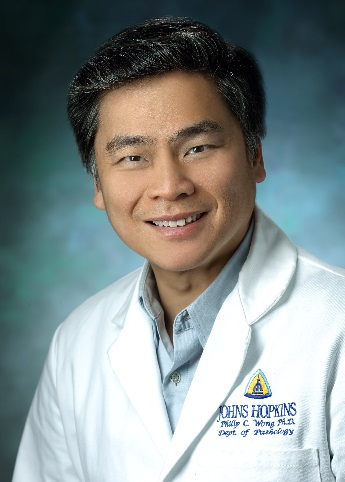 JOHNS HOPKINS
Philip C. Wong, Ph.D.
Dept. of Pathology